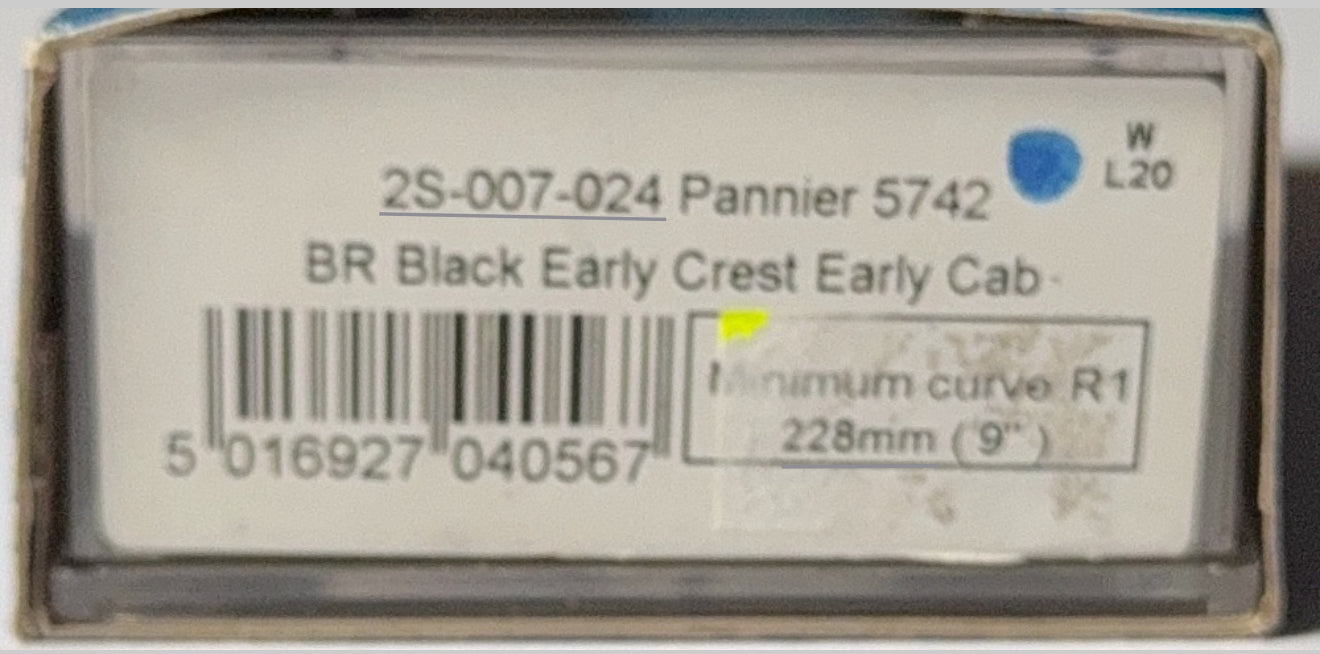 W
L20
2S-007-024 Pannier 5742
BR Black Early Crest Early Cab -
Minimum curve R1
228mm ( 9" )
5 016927 040567